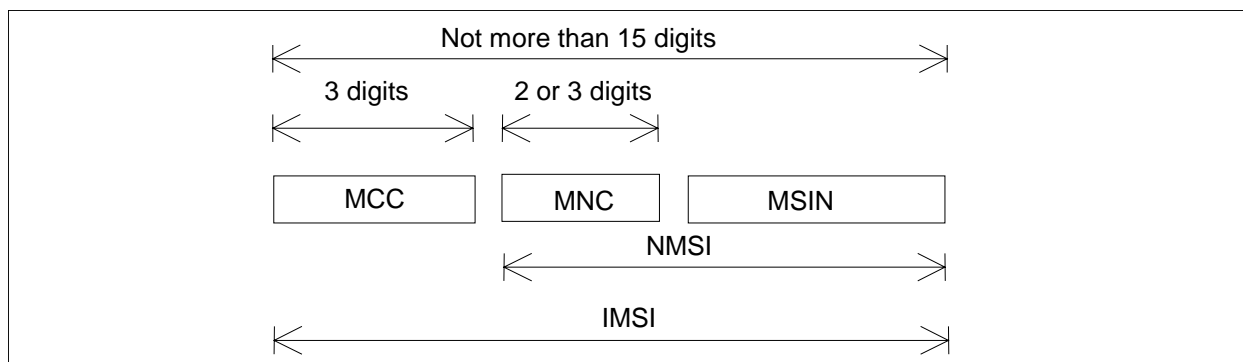 Not more than 15 digits
3 digits 2 or 3 digits
MCC MNC MSIN
NMSI
IMSI